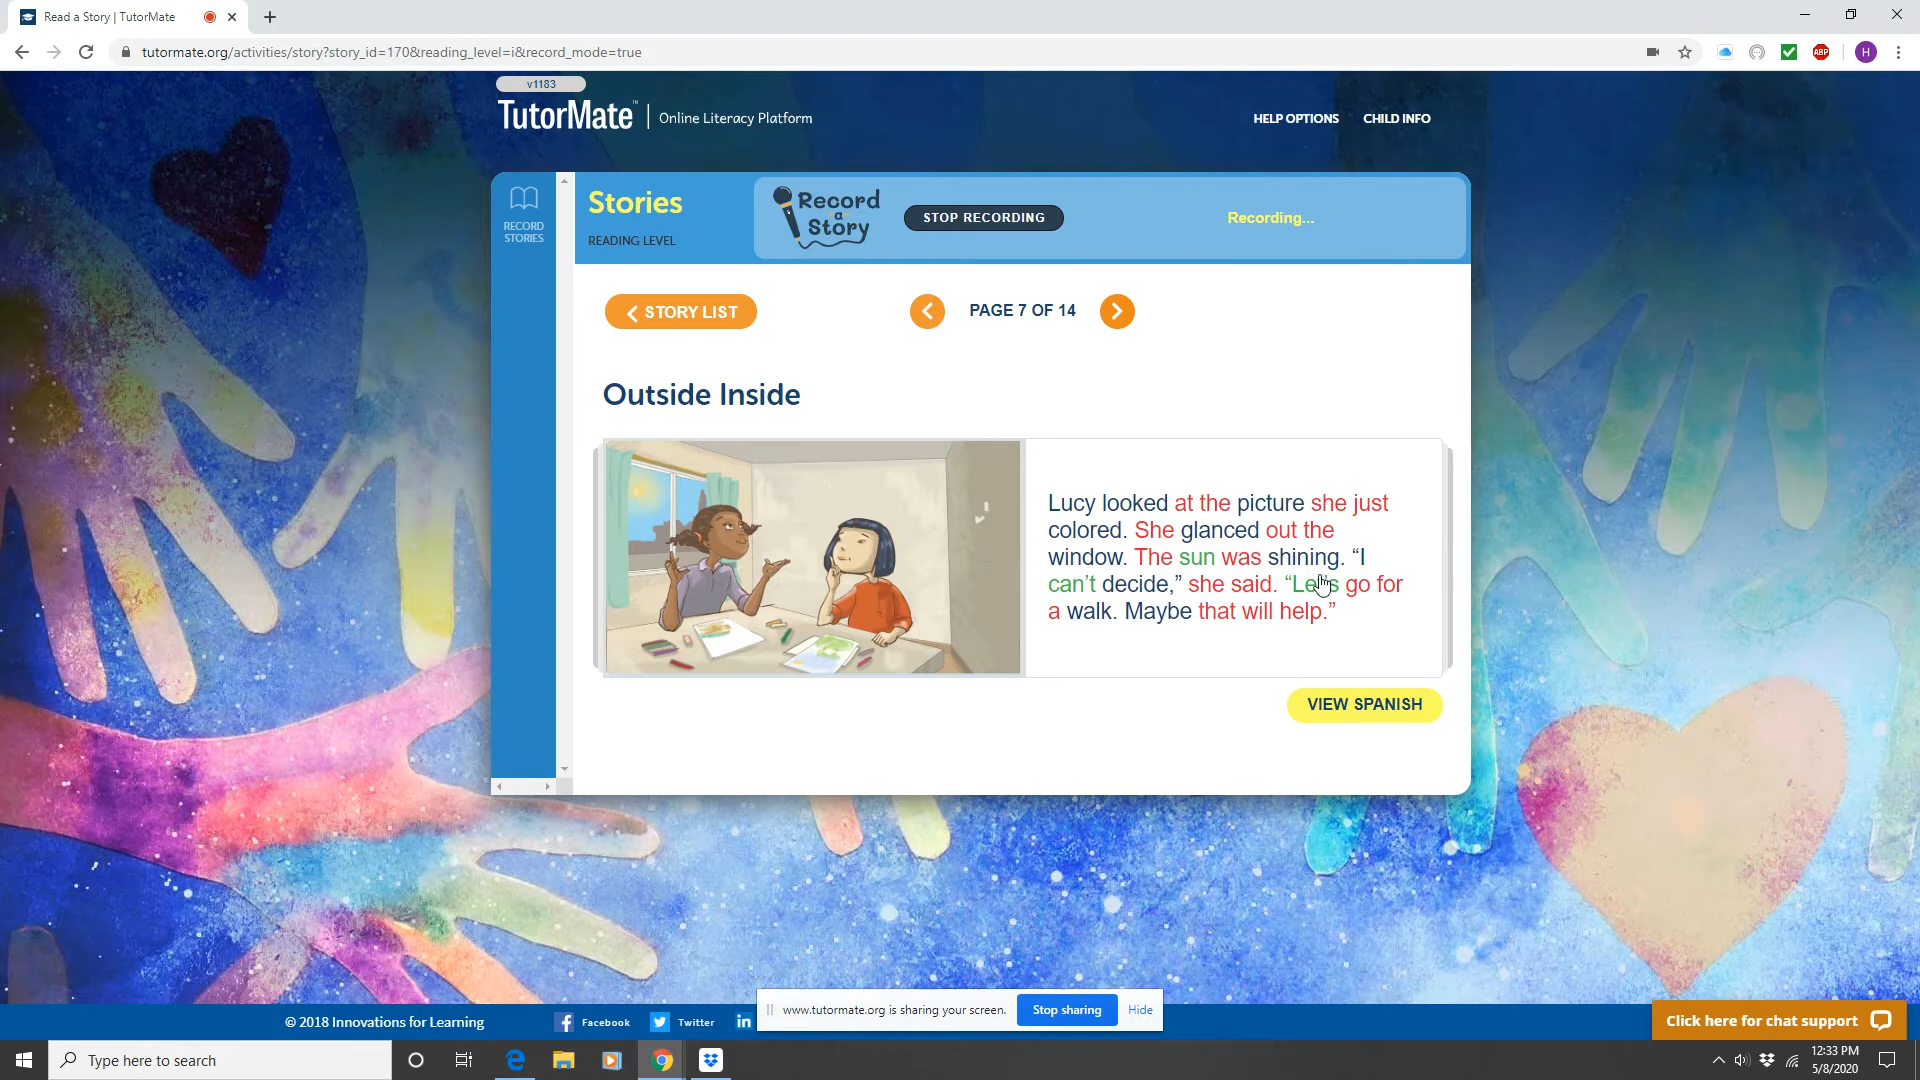 Read a Story | TutorMate
tutormate.org/activities/story?story_id=170&reading_level=i&record_mode=true
ABP
H
v1183
TutorMate™ | Online Literacy Platform
HELP OPTIONS
CHILD INFO
RECORD
STORIES
Stories
READING LEVEL
Record
a
Story
STOP RECORDING
Recording...
STORY LIST
PAGE 7 OF 14
Outside Inside
Lucy looked at the picture she just
colored. She glanced out the
window. The sun was shining. “I
can’t decide,” she said. “Let’s go for
a walk. Maybe that will help.”
VIEW SPANISH
© 2018 Innovations for Learning
Facebook
Twitter
in
www.tutormate.org is sharing your screen.
Stop sharing
Hide
Click here for chat support
Type here to search
12:33 PM
5/8/2020